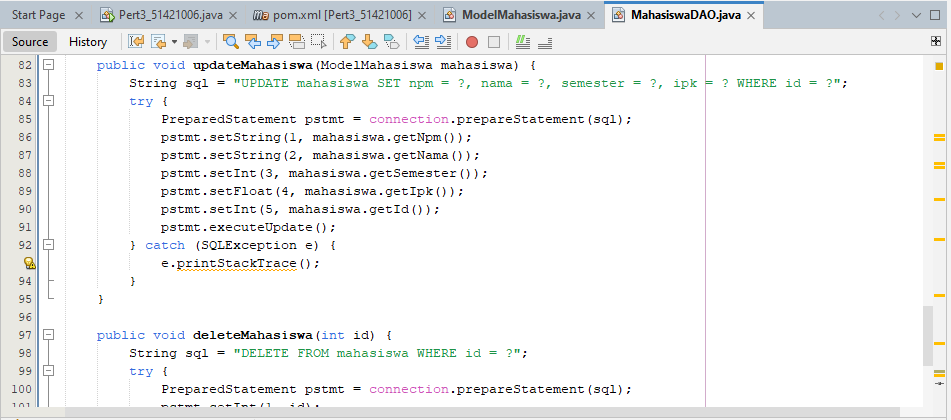 Start Page × Pert3_51421006.java × pom.xml [Pert3_51421006] × ModelMahasiswa.java × MahasiswaDAO.java ×
Source History
82 public void updateMahasiswa(ModelMahasiswa mahasiswa) {
83 String sql = "UPDATE mahasiswa SET npm = ?, nama = ?, semester = ?, ipk = ? WHERE id = ?";
84 try {
85 PreparedStatement pstmt = connection.prepareStatement(sql);
86 pstmt.setString(1, mahasiswa.getNpm());
87 pstmt.setString(2, mahasiswa.getNama());
88 pstmt.setInt(3, mahasiswa.getSemester());
89 pstmt.setFloat(4, mahasiswa.getIpk());
90 pstmt.setInt(5, mahasiswa.getId());
91 pstmt.executeUpdate();
92 } catch (SQLException e) {
e.printStackTrace();
94 }
95 }
96
97 public void deleteMahasiswa(int id) {
98 String sql = "DELETE FROM mahasiswa WHERE id = ?";
99 try {
100 PreparedStatement pstmt = connection.prepareStatement(sql);
101 pstmt.setInt(1, id);